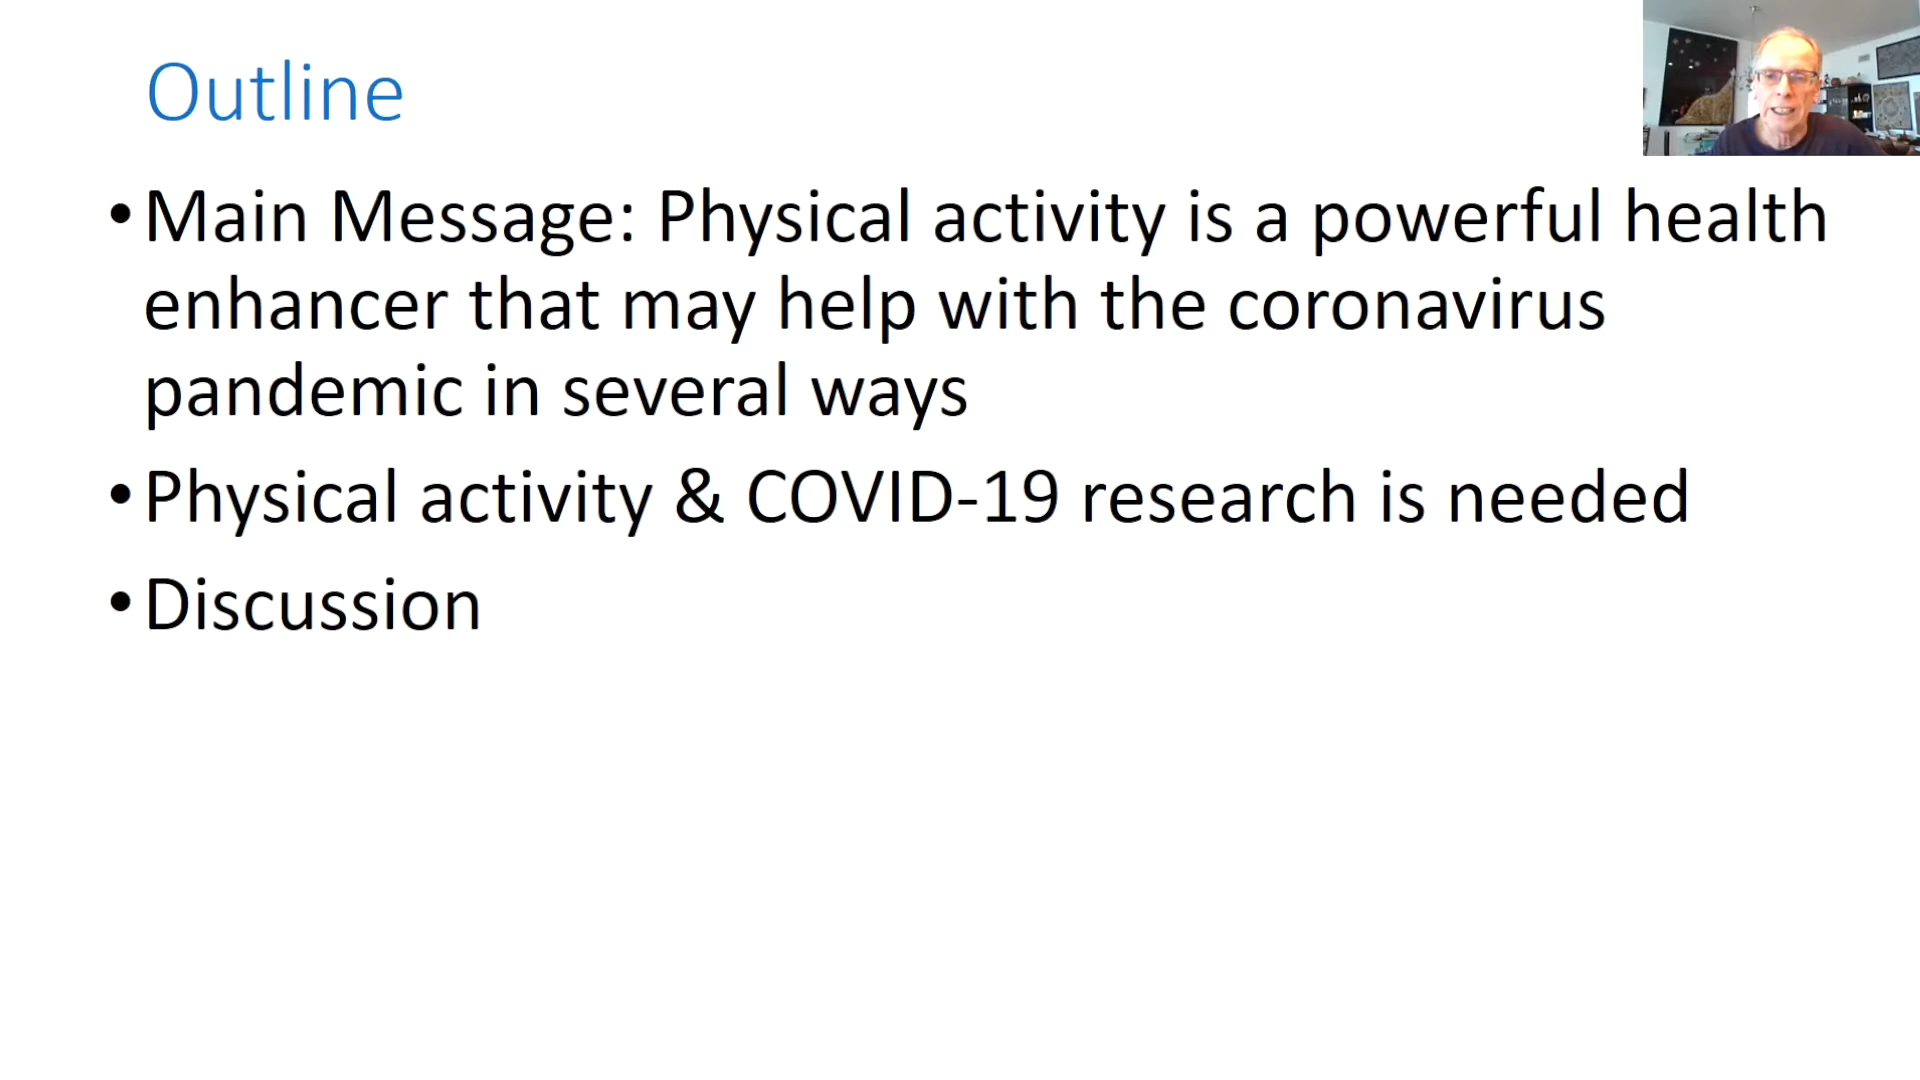 Outline
• Main Message: Physical activity is a powerful health
enhancer that may help with the coronavirus
pandemic in several ways
• Physical activity & COVID-19 research is needed
• Discussion